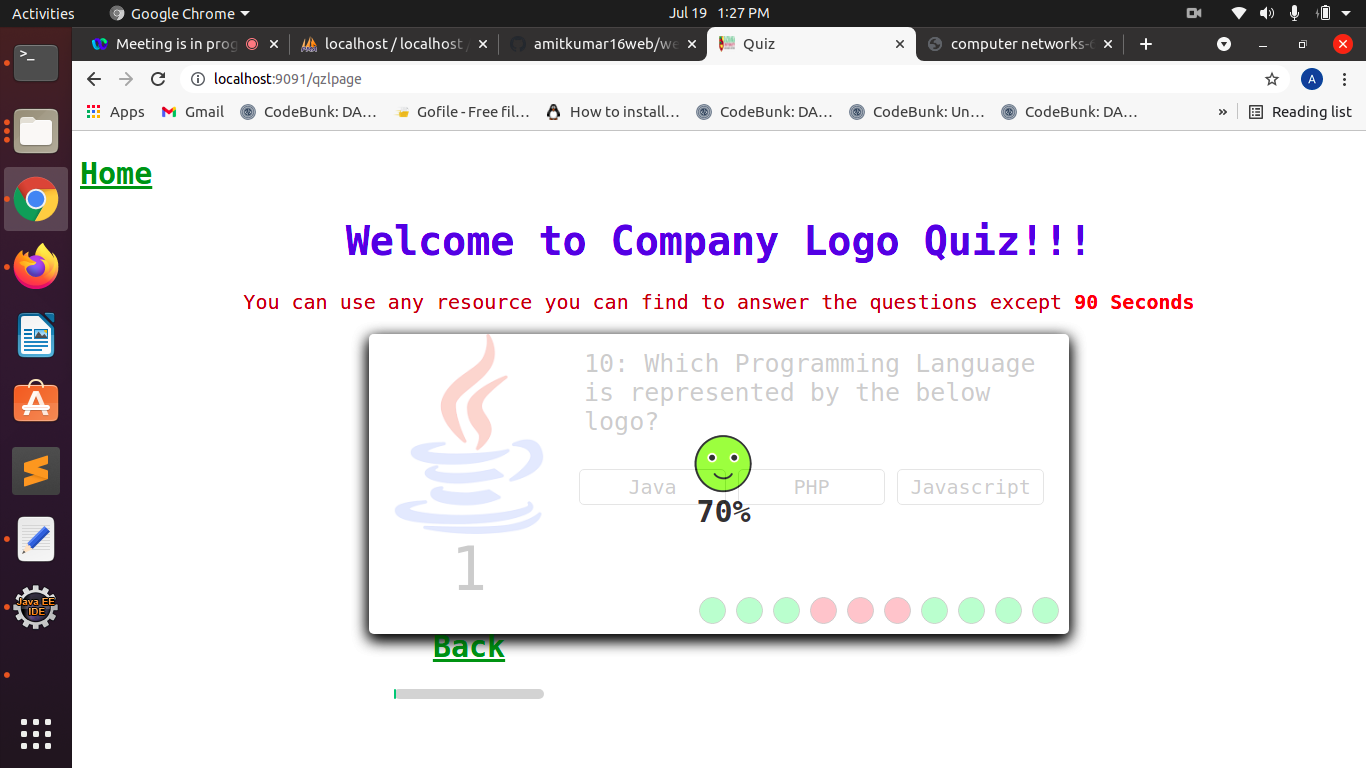 Activities
Google Chrome
Jul 19 1:27 PM
Meeting is in prog
localhost / localhost /
amitkumar16web/we
Quiz
computer networks-
localhost:9091/qzlpage
A
Apps
Gmail
CodeBunk: DA...
Gofile - Free fil...
How to install...
CodeBunk: DA...
CodeBunk: Un...
CodeBunk: DA...
»
Reading list
Home
Welcome to Company Logo Quiz!!!
You can use any resource you can find to answer the questions except 90 Seconds
10: Which Programming Language
is represented by the below
logo?
Java
PHP
Javascript
70%
1
Back
>_
Java EE
IDE